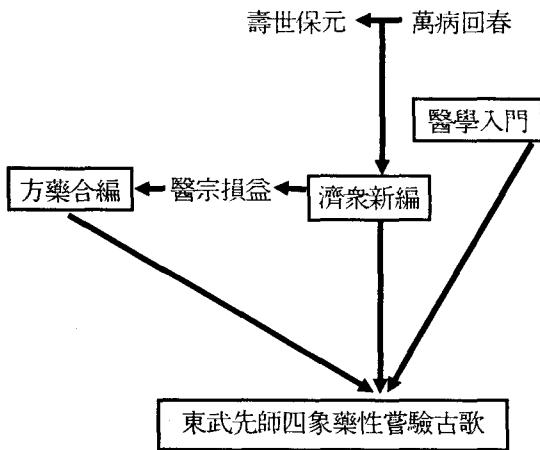 壽世保元 萬病回春
醫學入門
方藥合編 醫宗損益 濟衆新編
東武先師四象藥性嘗驗古歌